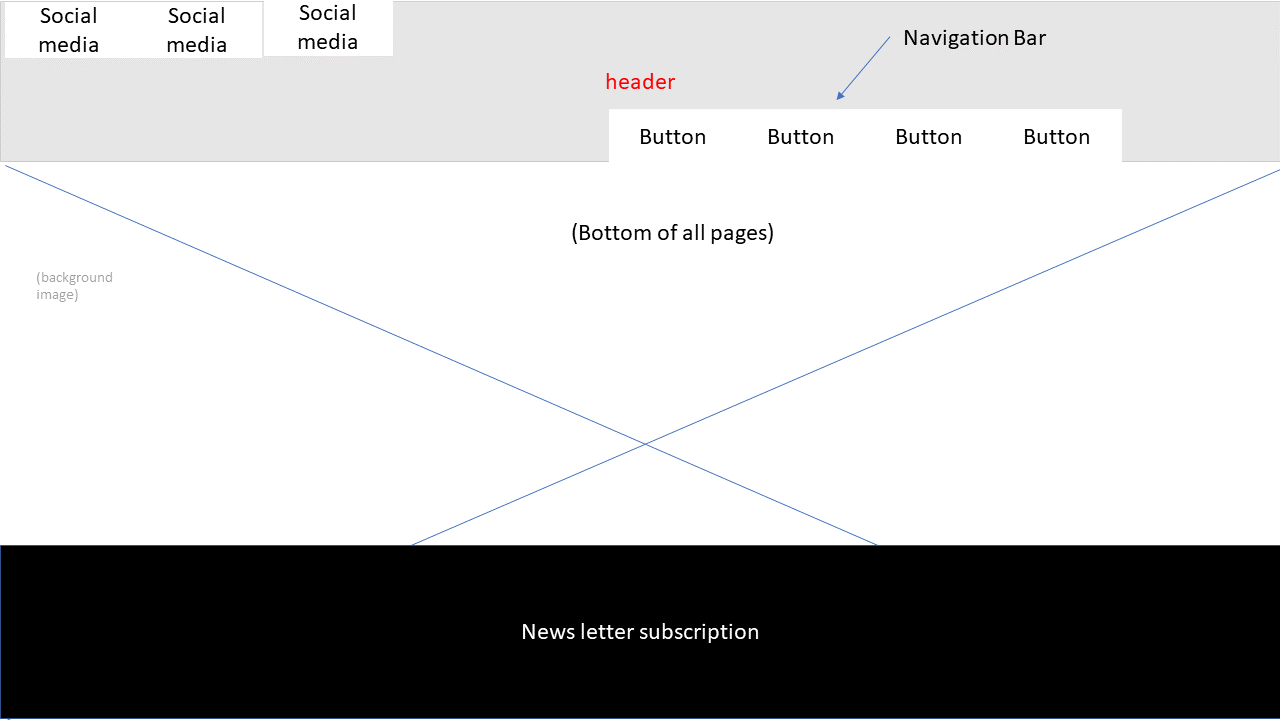 Social
media
Social
media
Social
media
Navigation Bar
header
Button
Button
Button
Button
(Bottom of all pages)
(background
image)
News letter subscription